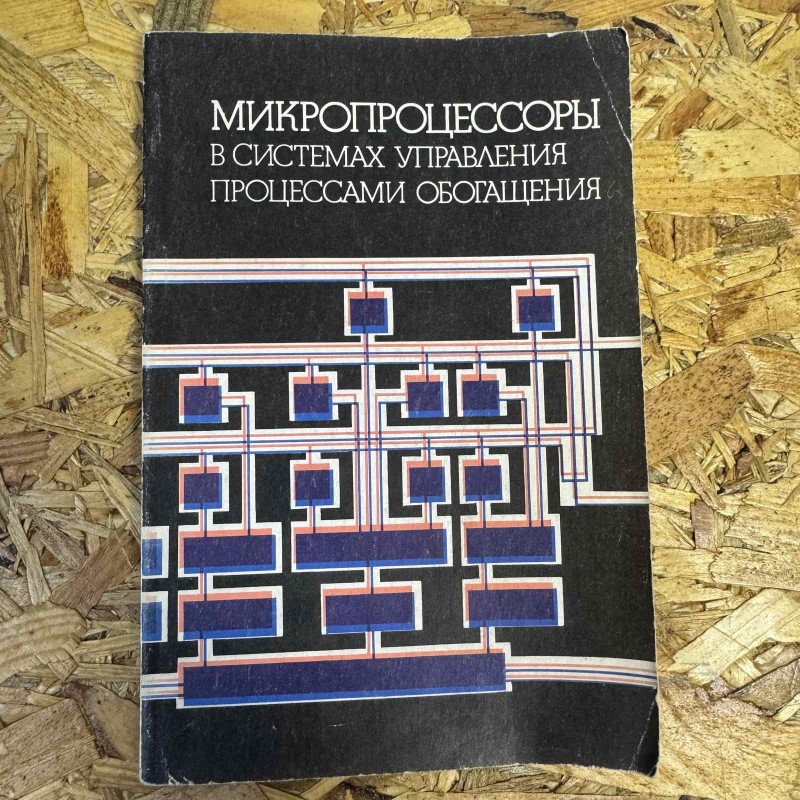 МИКРОПРОЦЕССОРЫ
В СИСТЕМАХ УПРАВЛЕНИЯ
ПРОЦЕССАМИ ОБОГАЩЕНИЯ